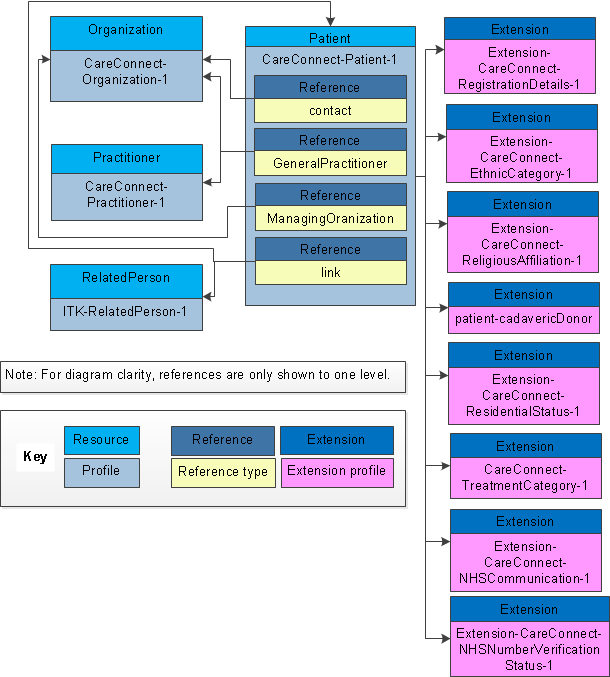 Organization
CareConnect-
Organization-1
Practitioner
CareConnect-
Practitioner-1
RelatedPerson
ITK-RelatedPerson-1
Patient
CareConnect-Patient-1
Reference
contact
Reference
GeneralPractitioner
Reference
ManagingOranization
Reference
link
Extension
Extension-
CareConnect-
RegistrationDetails-1
Extension
Extension-
CareConnect-
EthnicCategory-1
Extension
Extension-
CareConnect-
ReligiousAffiliation-1
Extension
patient-cadavericDonor
Extension
Extension-
CareConnect-
ResidentialStatus-1
Extension
CareConnect-
TreatmentCategory-1
Extension
Extension-
CareConnect-
NHSCommunication-1
Extension
Extension-CareConnect-
NHSNumberVerification
Status-1
Note: For diagram clarity, references are only shown to one level.
Key
Resource
Profile
Reference
Reference type
Extension
Extension profile